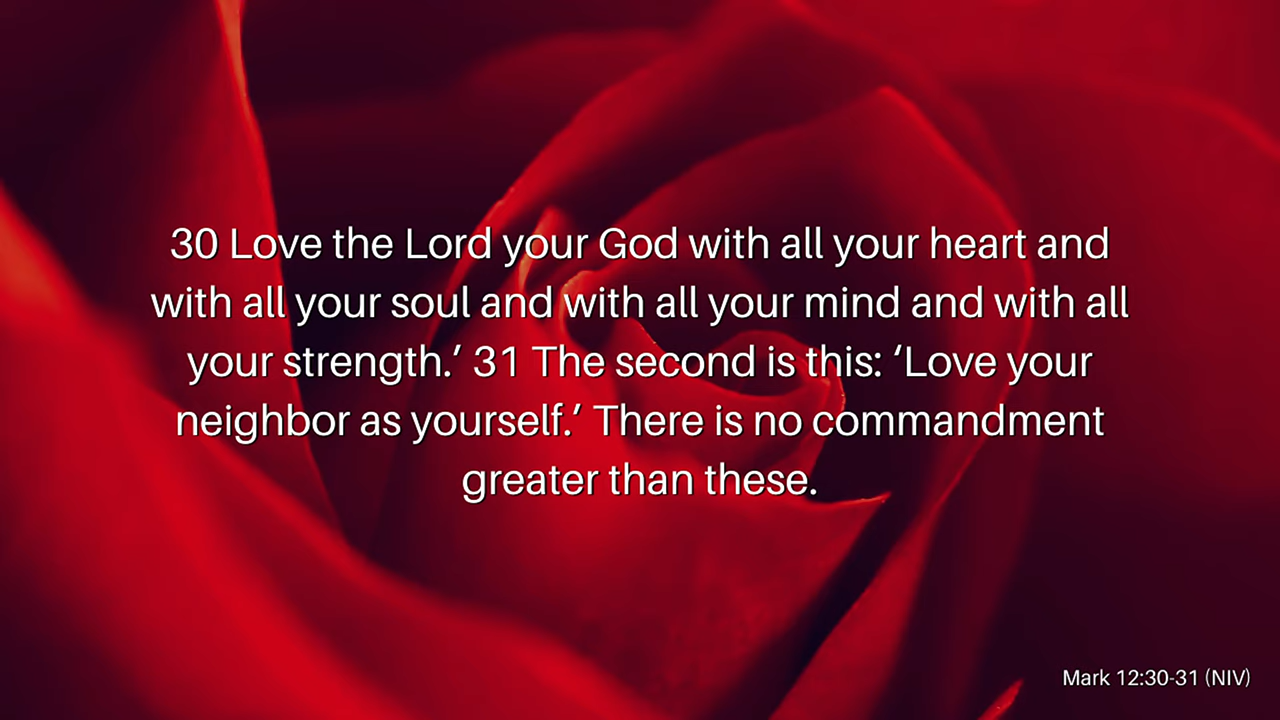 30 Love the Lord your God with all your heart and
with all your soul and with all your mind and with all
your strength.’ 31 The second is this: ‘Love your
neighbor as yourself.’ There is no commandment
greater than these.
Mark 12:30-31 (NIV)